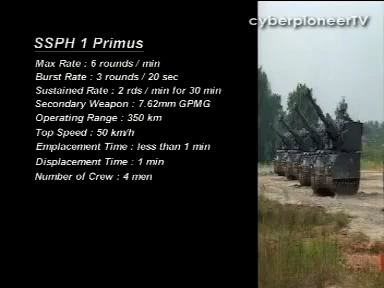 cyberpioneerTV
SSPH 1 Primus
Max Rate : 6 rounds / min
Burst Rate : 3 rounds / 20 sec
Sustained Rate : 2 rds / min for 30 min
Secondary Weapon : 7.62mm GPMG
Operating Range : 350 km
Top Speed : 50 km/h
Emplacement Time : less than 1 min
Displacement Time : 1 min
Number of Crew : 4 men